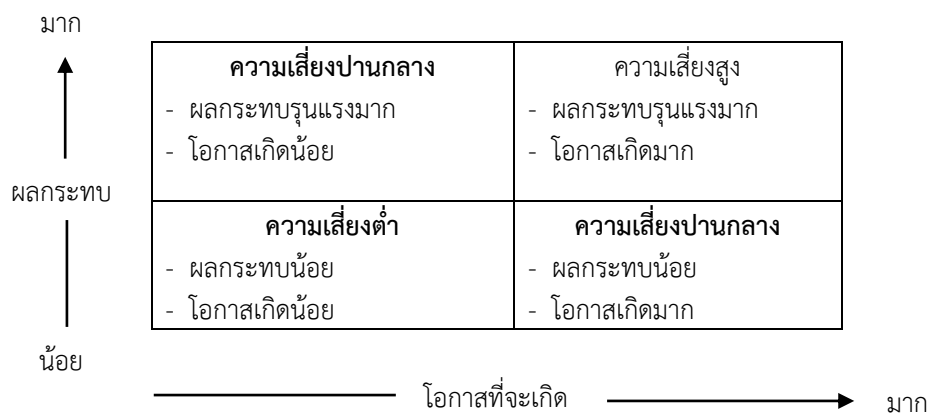 มาก
ความเสี่ยงปานกลาง
- ผลกระทบรุนแรงมาก
- โอกาสเกิดน้อย
ความเสี่ยงสูง
- ผลกระทบรุนแรงมาก
- โอกาสเกิดมาก
ผลกระทบ
ความเสี่ยงต่ำ
- ผลกระทบน้อย
- โอกาสเกิดน้อย
ความเสี่ยงปานกลาง
- ผลกระทบน้อย
- โอกาสเกิดมาก
น้อย
โอกาสที่จะเกิด
มาก